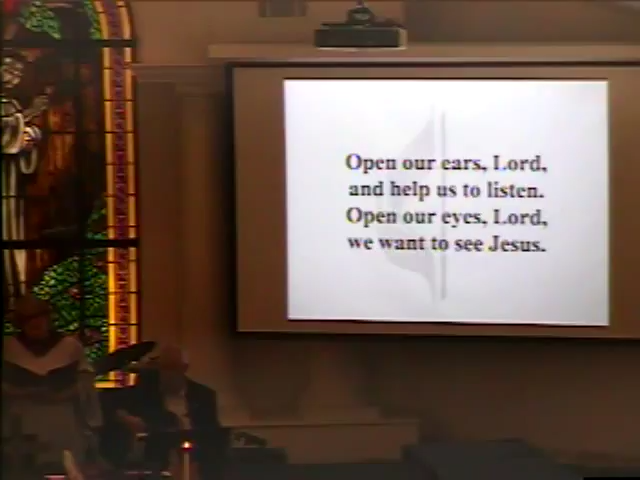 Open our ears, Lord,
and help us to listen.
Open our eyes, Lord,
we want to see Jesus.